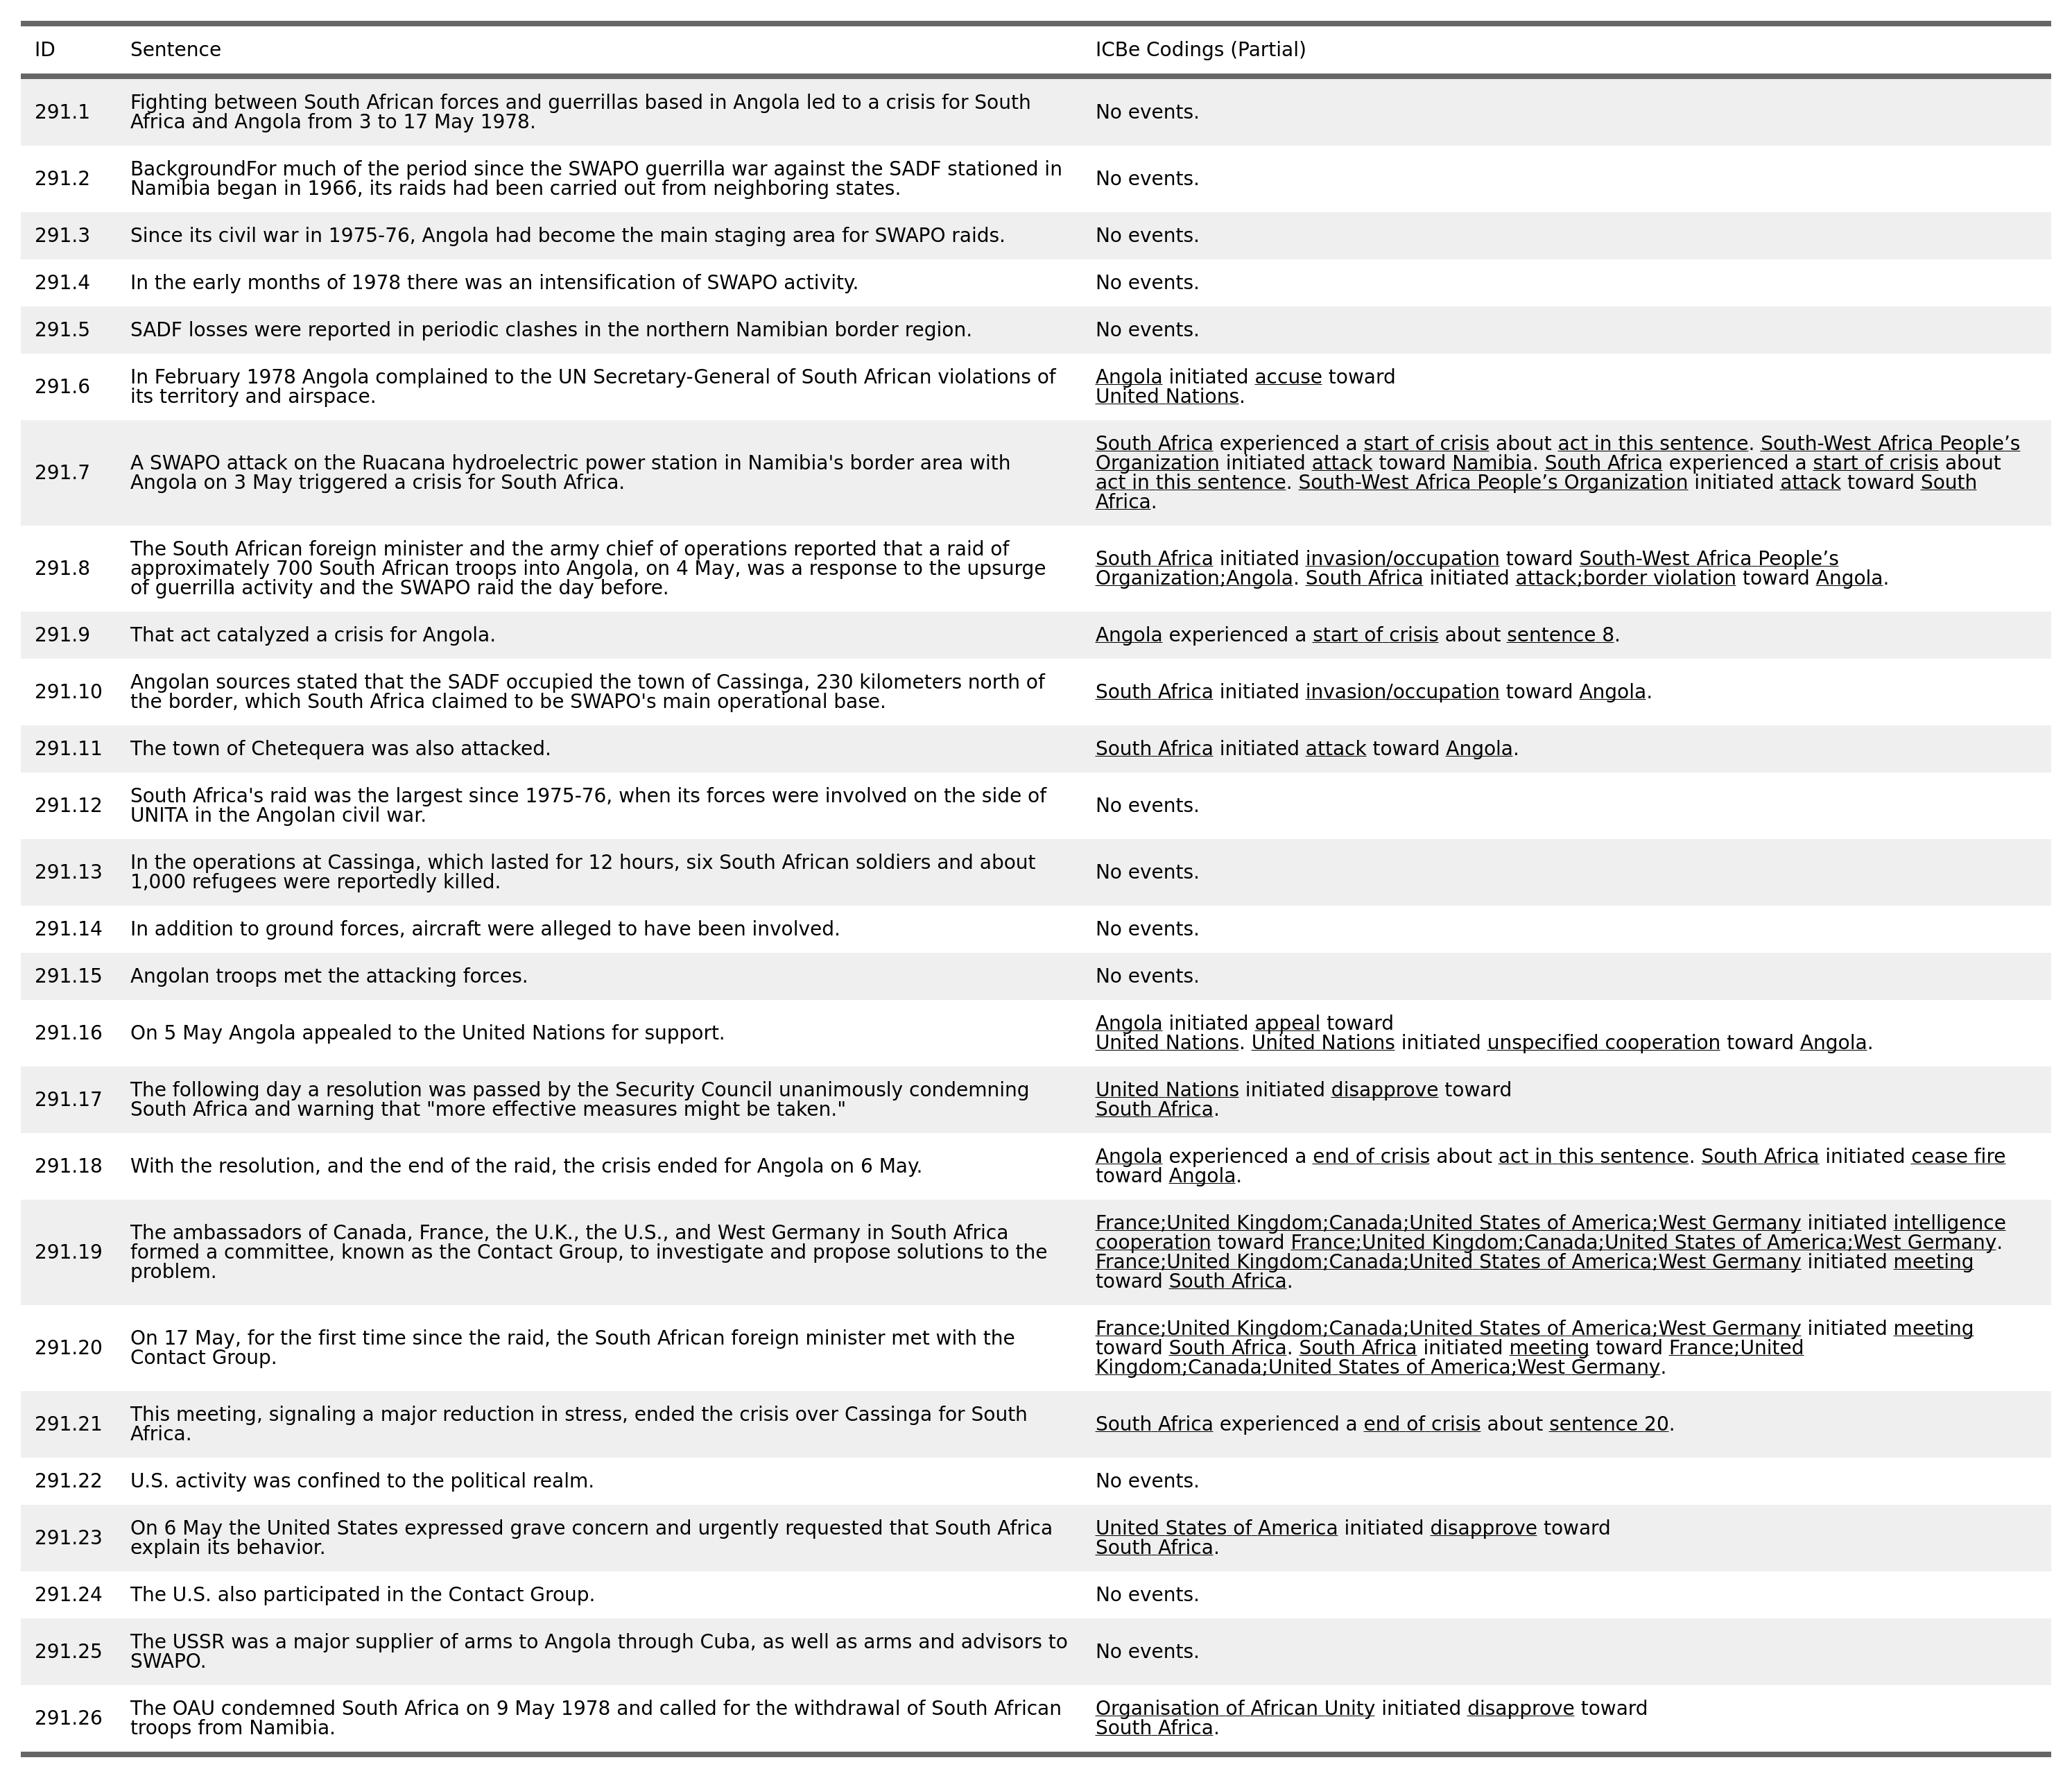 ID Sentence ICBe Codings (Partial)
291.1 Fighting between South African forces and guerrillas based in Angola led to a crisis for South
Africa and Angola from 3 to 17 May 1978.
No events.
291.2 BackgroundFor much of the period since the SWAPO guerrilla war against the SADF stationed in
Namibia began in 1966, its raids had been carried out from neighboring states.
No events.
291.3 Since its civil war in 1975-76, Angola had become the main staging area for SWAPO raids. No events.
291.4 In the early months of 1978 there was an intensification of SWAPO activity. No events.
291.5 SADF losses were reported in periodic clashes in the northern Namibian border region. No events.
291.6 In February 1978 Angola complained to the UN Secretary-General of South African violations of
its territory and airspace.
Angola initiated accuse toward
United Nations.
291.7 A SWAPO attack on the Ruacana hydroelectric power station in Namibia's border area with
Angola on 3 May triggered a crisis for South Africa.
South Africa experienced a start of crisis about act in this sentence. South-West Africa People’s
Organization initiated attack toward Namibia. South Africa experienced a start of crisis about
act in this sentence. South-West Africa People’s Organization initiated attack toward South
Africa.
291.8 The South African foreign minister and the army chief of operations reported that a raid of
approximately 700 South African troops into Angola, on 4 May, was a response to the upsurge
of guerrilla activity and the SWAPO raid the day before.
South Africa initiated invasion/occupation toward South-West Africa People’s
Organization;Angola. South Africa initiated attack;border violation toward Angola.
291.9 That act catalyzed a crisis for Angola. Angola experienced a start of crisis about sentence 8.
291.10 Angolan sources stated that the SADF occupied the town of Cassinga, 230 kilometers north of
the border, which South Africa claimed to be SWAPO's main operational base.
South Africa initiated invasion/occupation toward Angola.
291.11 The town of Chetequera was also attacked. South Africa initiated attack toward Angola.
291.12 South Africa's raid was the largest since 1975-76, when its forces were involved on the side of
UNITA in the Angolan civil war.
No events.
291.13 In the operations at Cassinga, which lasted for 12 hours, six South African soldiers and about
1,000 refugees were reportedly killed.
No events.
291.14 In addition to ground forces, aircraft were alleged to have been involved. No events.
291.15 Angolan troops met the attacking forces. No events.
291.16 On 5 May Angola appealed to the United Nations for support.
Angola initiated appeal toward
United Nations. United Nations initiated unspecified cooperation toward Angola.
291.17 The following day a resolution was passed by the Security Council unanimously condemning
South Africa and warning that "more effective measures might be taken."
United Nations initiated disapprove toward
South Africa.
291.18 With the resolution, and the end of the raid, the crisis ended for Angola on 6 May.
Angola experienced a end of crisis about act in this sentence. South Africa initiated cease fire
toward Angola.
291.19 The ambassadors of Canada, France, the U.K., the U.S., and West Germany in South Africa
formed a committee, known as the Contact Group, to investigate and propose solutions to the
problem.
France;United Kingdom;Canada;United States of America;West Germany initiated intelligence
cooperation toward France;United Kingdom;Canada;United States of America;West Germany.
France;United Kingdom;Canada;United States of America;West Germany initiated meeting
toward South Africa.
291.20 On 17 May, for the first time since the raid, the South African foreign minister met with the
Contact Group.
France;United Kingdom;Canada;United States of America;West Germany initiated meeting
toward South Africa. South Africa initiated meeting toward France;United
Kingdom;Canada;United States of America;West Germany.
291.21 This meeting, signaling a major reduction in stress, ended the crisis over Cassinga for South
Africa.
South Africa experienced a end of crisis about sentence 20.
291.22 U.S. activity was confined to the political realm. No events.
291.23 On 6 May the United States expressed grave concern and urgently requested that South Africa
explain its behavior.
United States of America initiated disapprove toward
South Africa.
291.24 The U.S. also participated in the Contact Group. No events.
291.25 The USSR was a major supplier of arms to Angola through Cuba, as well as arms and advisors to
SWAPO.
No events.
291.26 The OAU condemned South Africa on 9 May 1978 and called for the withdrawal of South African
troops from Namibia.
Organisation of African Unity initiated disapprove toward
South Africa.